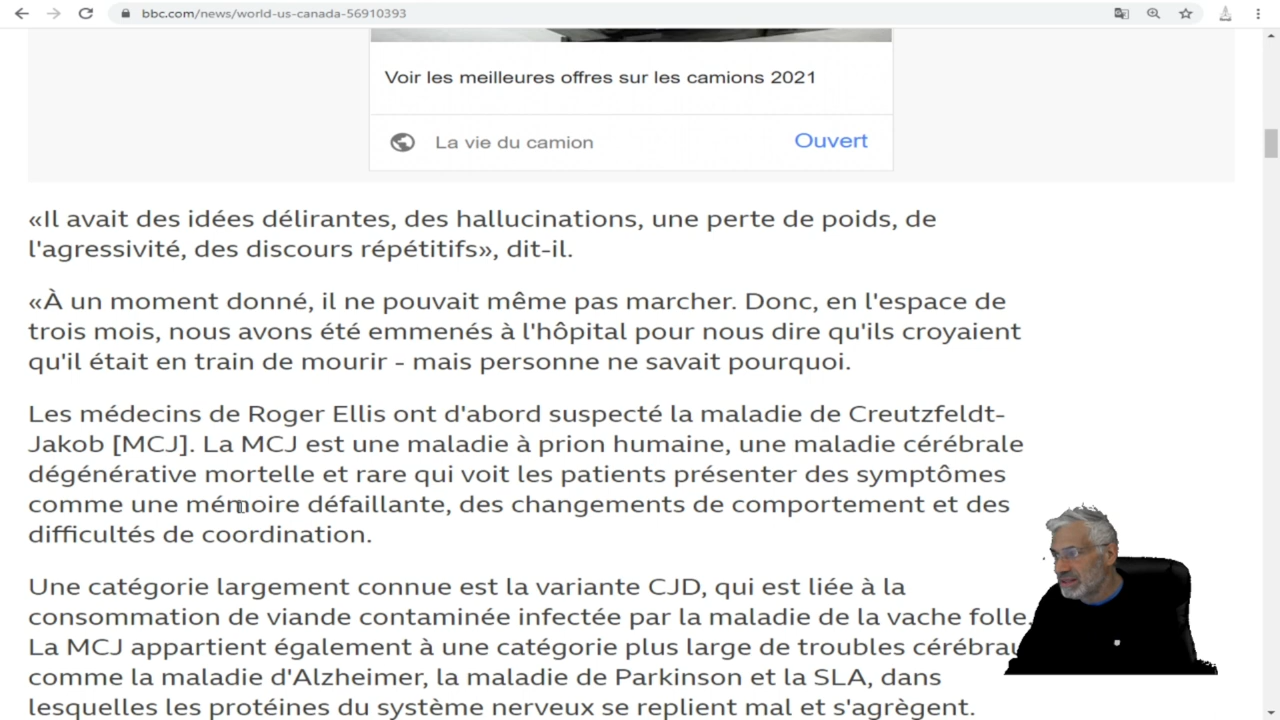 bbc.com/news/world-us-canada-56910393
Voir les meilleures offres sur les camions 2021
La vie du camion
Ouvert
«Il avait des idées délirantes, des hallucinations, une perte de poids, de
l'agressivité, des discours répétitifs», dit-il.
«À un moment donné, il ne pouvait même pas marcher. Donc, en l'espace de
trois mois, nous avons été emmenés à l'hôpital pour nous dire qu'ils croyaient
qu'il était en train de mourir - mais personne ne savait pourquoi.
Les médecins de Roger Ellis ont d'abord suspecté la maladie de Creutzfeldt-
Jakob [MCJ]. La MCJ est une maladie à prion humaine, une maladie cérébrale
dégénérative mortelle et rare qui voit les patients présenter des symptômes
comme une mémoire défaillante, des changements de comportement et des
difficultés de coordination.
Une catégorie largement connue est la variante CJD, qui est liée à la
consommation de viande contaminée infectée par la maladie de la vache folle.
La MCJ appartient également à une catégorie plus large de troubles cérébrau
comme la maladie d'Alzheimer, la maladie de Parkinson et la SLA, dans
lesquelles les protéines du système nerveux se replient mal et s'agrègent.